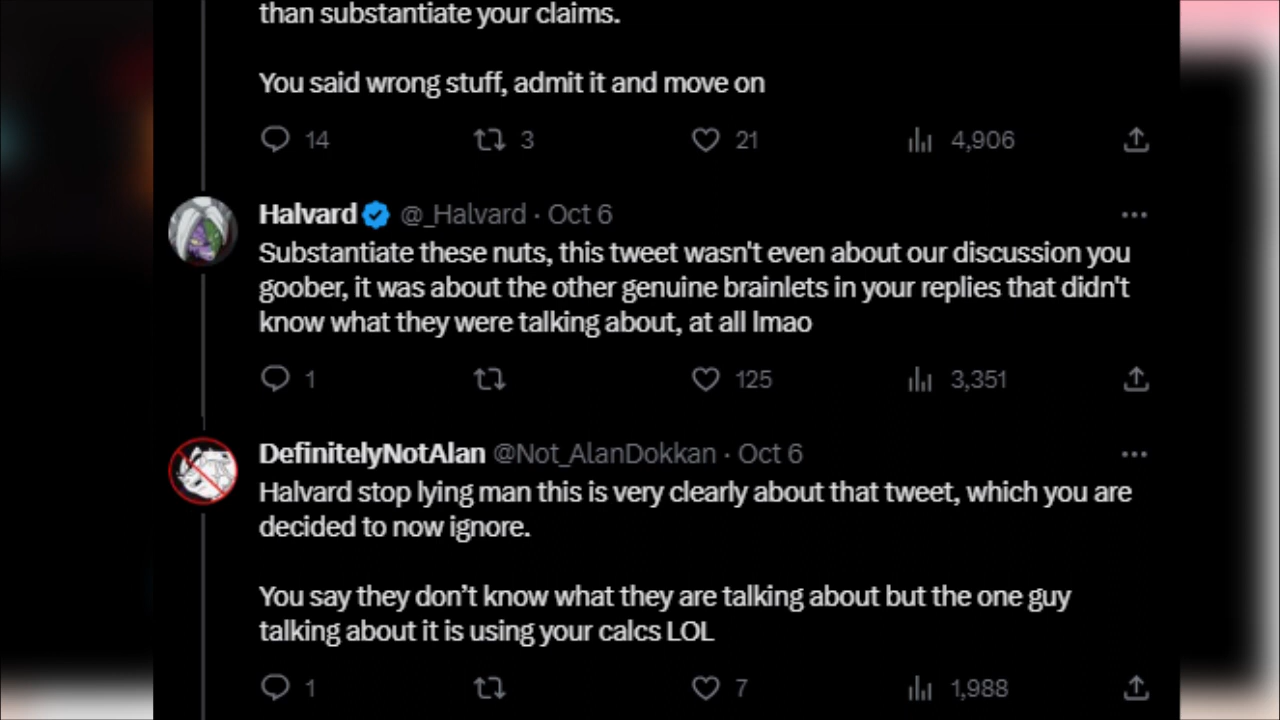 than substantiate your claims.
You said wrong stuff, admit it and move on
14 3 21 4,906
Halvard @_Halvard · Oct 6
Substantiate these nuts, this tweet wasn't even about our discussion you
goober, it was about the other genuine brainlets in your replies that didn't
know what they were talking about, at all lmao
1 125 3,351
DefinitelyNotAlan @Not_AlanDokkan · Oct 6
Halvard stop lying man this is very clearly about that tweet, which you are
decided to now ignore.
You say they don’t know what they are talking about but the one guy
talking about it is using your calcs LOL
1 7 1,988